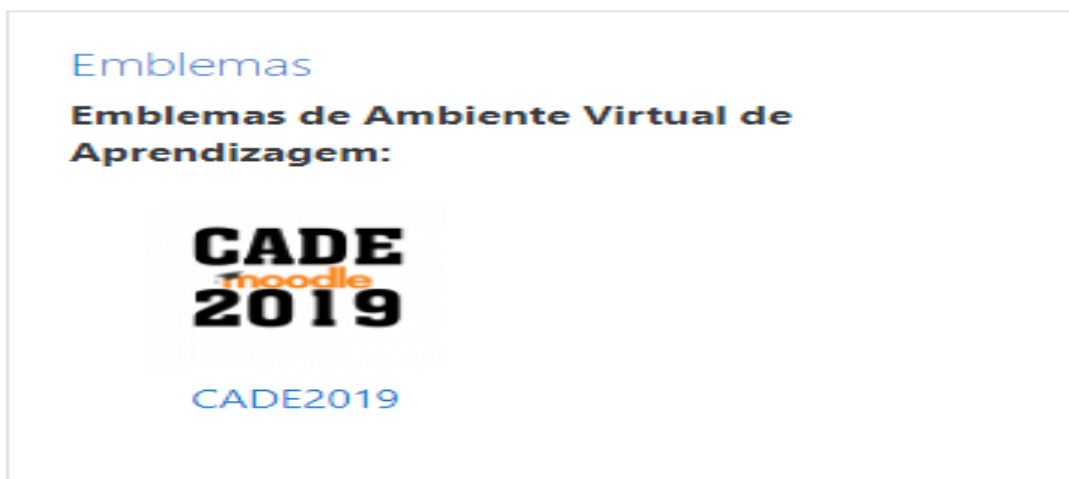 Emblemas
Emblemas de Ambiente Virtual de
Aprendizagem:
CADE
moodle
2019
CADE2019